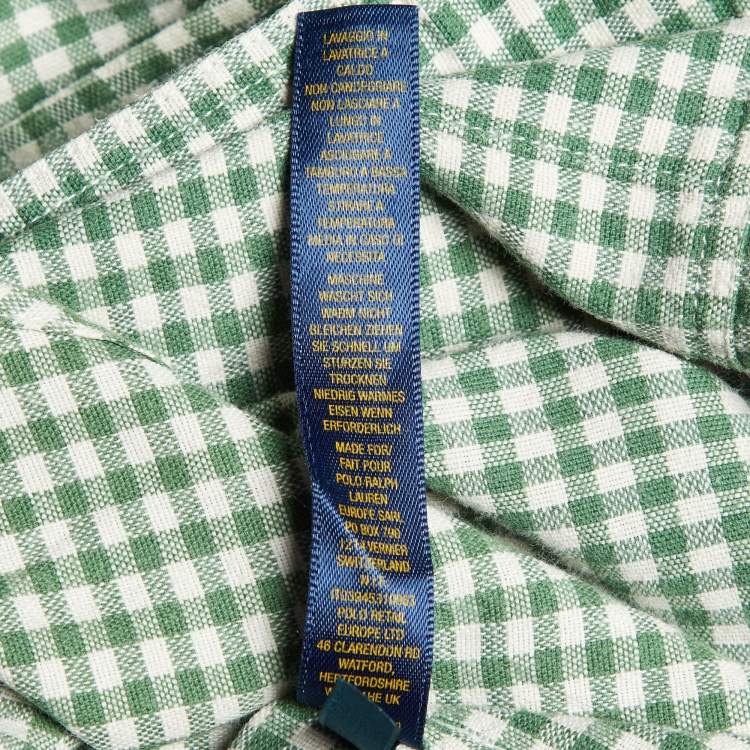 LAVAGGIO IN
LAVATRICE A
CALDO
NON CANDEGGIARE
NON LASCIARE A
LUNGO IN
LAVATRICE
ASCIUGARE A
TAMBURO A BASSA
TEMPERATURA
STIRARE A
TEMPERATURA
MEDIA IN CASO DI
NECESSITA
MASCHINE
WASCHT SICH
WARM NICHT
BLEICHEN ZIEHEN
SIE SCHNELL UM
STURZEN SIE
TROCKNEN
NIEDRIG WARMES
EISEN WENN
ERFORDERLICH
MADE FOR/
FAIT POUR
POLO RALPH
LAUREN
EUROPE SARL
PO BOX 790
1214 VERNIER
SWITZERLAND
POLO RETAIL
EUROPE LTD
46 CLARENDON RD
WATFORD,
HERTFORDSHIRE
THE UK